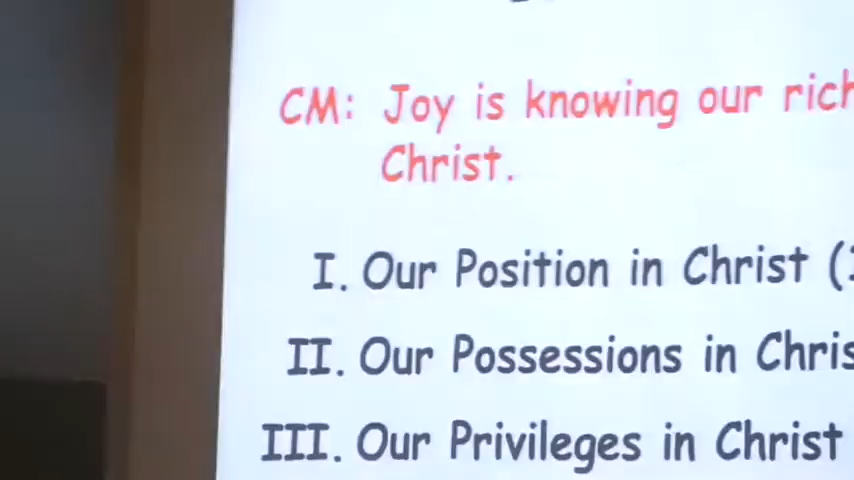 CM: Joy is knowing our
Christ.
I. Our Position in Christ
II. Our Possessions in
III. Our Privileges in Christ